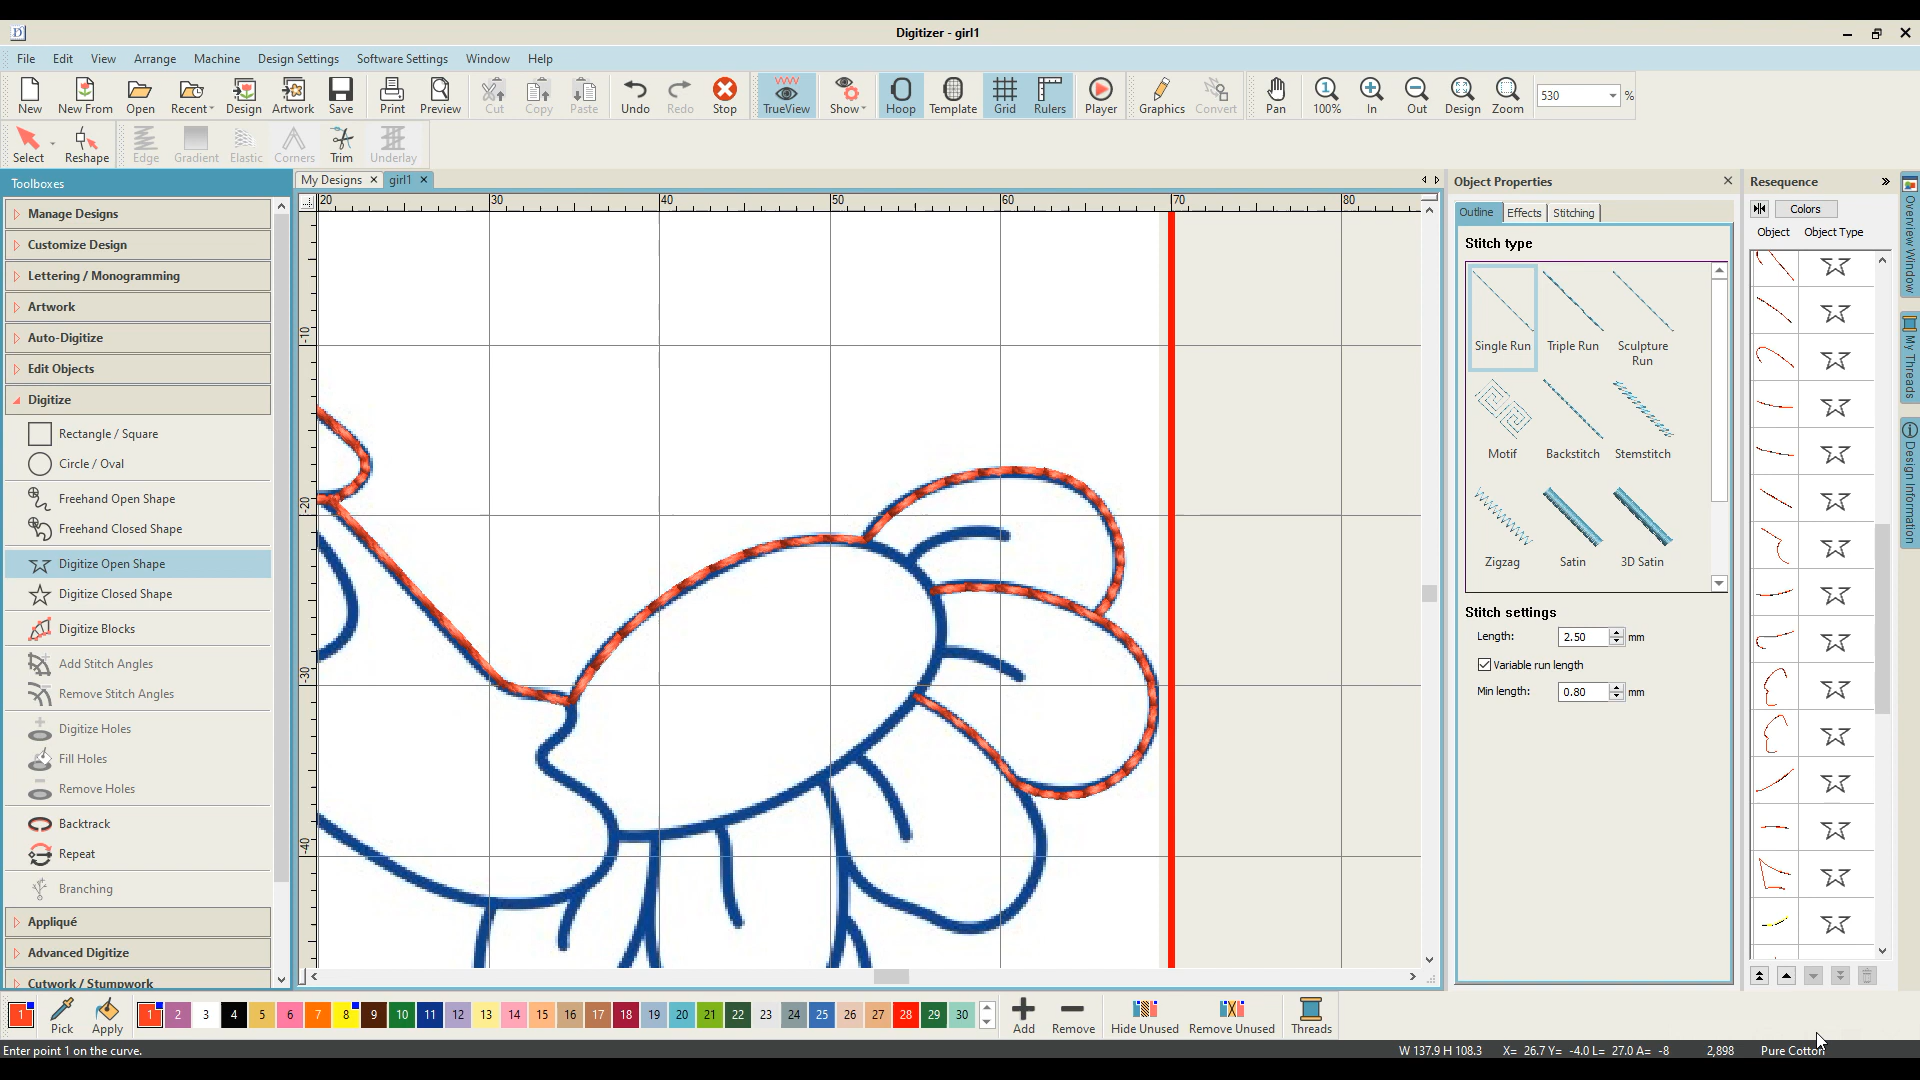 Digitizer - girl1
File Edit View Arrange Machine Design Settings Software Settings Window Help
New New From Open Recent Design Artwork Save Print Preview Cut Copy Paste Undo Redo Stop TrueView Show Hoop Template Grid Rulers Player Graphics Convert Pan 100% In Out Design Zoom 530 %
Select Reshape Edge Gradient Elastic Corners Trim Underlay
Toolboxes
Manage Designs
Customize Design
Lettering / Monogramming
Artwork
Auto-Digitize
Edit Objects
Digitize
Rectangle / Square
Circle / Oval
Freehand Open Shape
Freehand Closed Shape
Digitize Open Shape
Digitize Closed Shape
Digitize Blocks
Add Stitch Angles
Remove Stitch Angles
Digitize Holes
Fill Holes
Remove Holes
Backtrack
Repeat
Branching
Appliqué
Advanced Digitize
Cutwork / Stumpwork
My Designs girl1
20 30 40 50 60 70 80
-10
-20
-30
-40
Object Properties
Outline Effects Stitching
Stitch type
Single Run Triple Run Sculpture Run
Motif Backstitch Stemstitch
Zigzag Satin 3D Satin
Stitch settings
Length: 2.50 mm
Variable run length
Min length: 0.80 mm
Resequence
Colors
Object Object Type
Overview Window
My Threads
Design Information
1 Pick Apply 1 2 3 4 5 6 7 8 9 10 11 12 13 14 15 16 17 18 19 20 21 22 23 24 25 26 27 28 29 30 Add Remove Hide Unused Remove Unused Threads
Enter point 1 on the curve.
W 137.9 H 108.3 X= 26.7 Y= -4.0 L= 27.0 A= -8 2,898 Pure Cotton